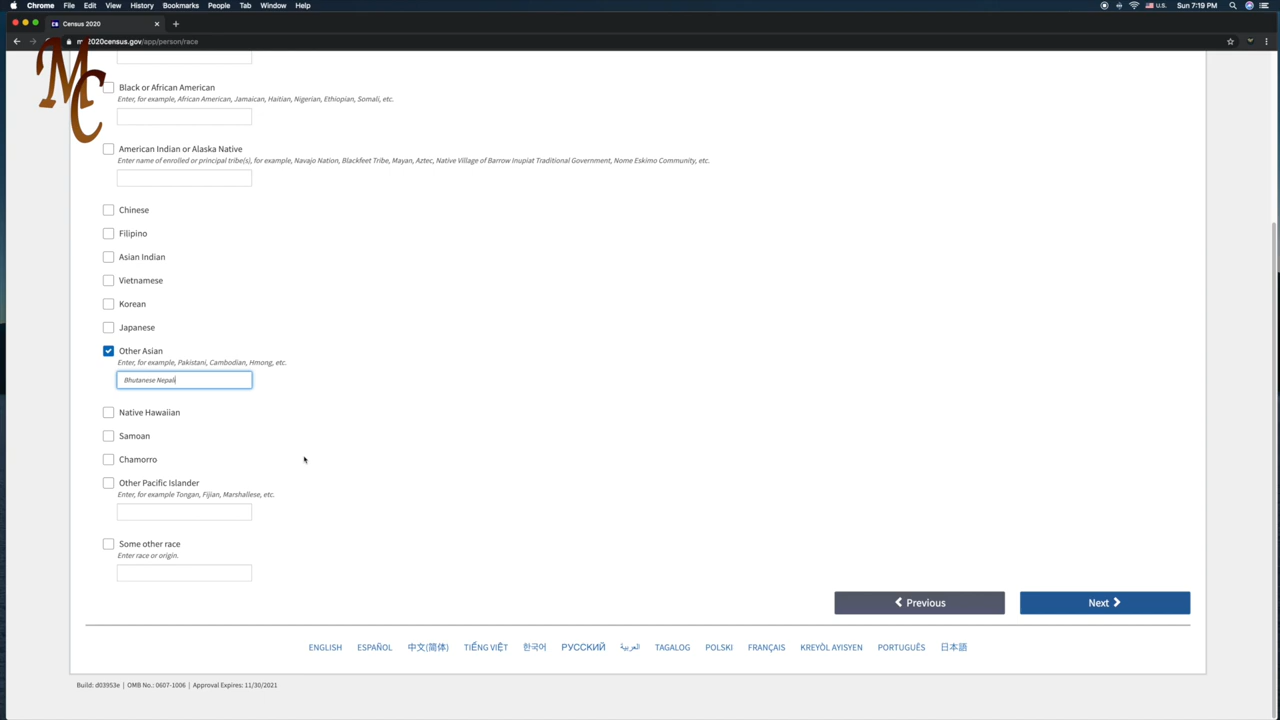 Chrome File Edit View History Bookmarks People Tab Window Help U.S. Sun 7:19 PM
Census 2020
2020census.gov/app/person/race
MC
Black or African American
Enter, for example, African American, Jamaican, Haitian, Nigerian, Ethiopian, Somali, etc.
American Indian or Alaska Native
Enter name of enrolled or principal tribe(s), for example, Navajo Nation, Blackfeet Tribe, Mayan, Aztec, Native Village of Barrow Inupiat Traditional Government, Nome Eskimo Community, etc.
Chinese
Filipino
Asian Indian
Vietnamese
Korean
Japanese
Other Asian
Enter, for example, Pakistani, Cambodian, Hmong, etc.
Bhutanese Nepali
Native Hawaiian
Samoan
Chamorro
Other Pacific Islander
Enter, for example Tongan, Fijian, Marshallese, etc.
Some other race
Enter race or origin.
Previous Next
ENGLISH ESPAÑOL 中文(简体) TIẾNG VIỆT 한국어 РУССКИЙ العربية TAGALOG POLSKI FRANÇAIS KREYÒL AYISYEN PORTUGUÊS 日本語
Build: d03953e | OMB No.: 0607-1006 | Approval Expires: 11/30/2021